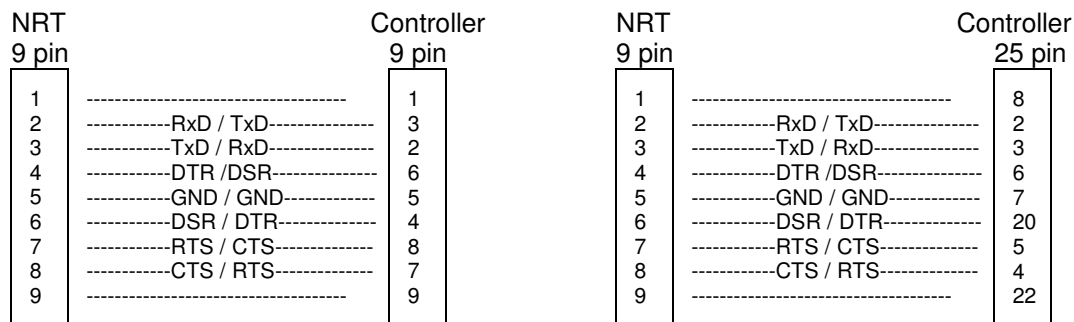 NRT Controller NRT Controller
9 pin 9 pin 9 pin 25 pin
1 ------------------------------------- 1 1 ------------------------------------- 8
2 ------------RxD / TxD--------------- 3 2 ------------RxD / TxD--------------- 2
3 ------------TxD / RxD--------------- 2 3 ------------TxD / RxD--------------- 3
4 ------------DTR /DSR--------------- 6 4 ------------DTR /DSR--------------- 6
5 ------------GND / GND------------- 5 5 ------------GND / GND------------- 7
6 ------------DSR / DTR-------------- 4 6 ------------DSR / DTR-------------- 20
7 ------------RTS / CTS-------------- 8 7 ------------RTS / CTS-------------- 5
8 ------------CTS / RTS-------------- 7 8 ------------CTS / RTS-------------- 4
9 ------------------------------------- 9 9 ------------------------------------- 22